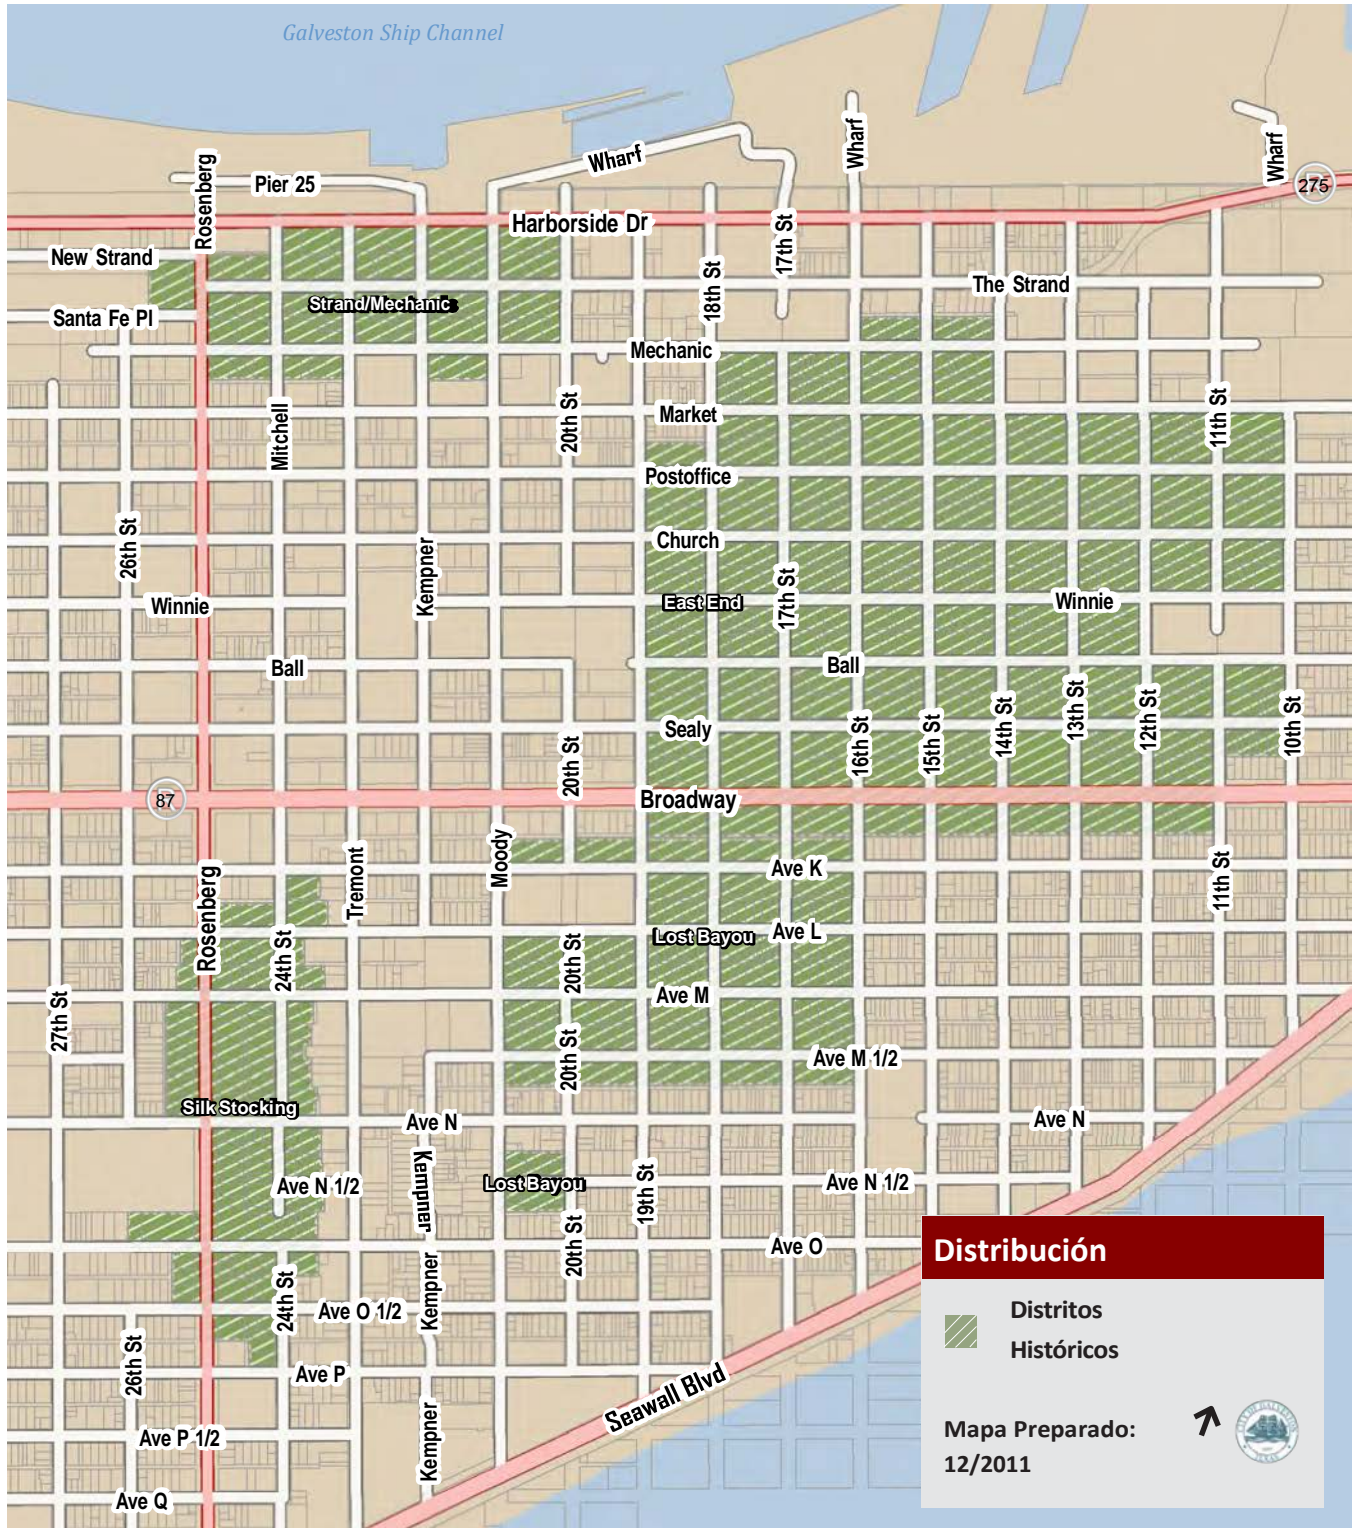 Galveston Ship Channel
Wharf
Wharf
Wharf
Pier 25
Rosenberg
275
Harborside Dr
17th St
New Strand
18th St
The Strand
Strand/Mechanic
Santa Fe Pl
Mechanic
Market
20th St
11th St
Mitchell
Postoffice
26th St
Church
Kempner
17th St
Winnie
East End
Winnie
Ball
Ball
Sealy
16th St
15th St
14th St
13th St
12th St
10th St
20th St
87
Broadway
Moody
Tremont
Ave K
11th St
Rosenberg
24th St
Lost Bayou
Ave L
20th St
Ave M
27th St
20th St
Ave M 1/2
Silk Stocking
Ave N
Ave N
Kempner
Ave N 1/2
Lost Bayou
19th St
Ave N 1/2
20th St
Ave O
Kempner
24th St
Ave O 1/2
26th St
Ave P
Seawall Blvd
Ave P 1/2
Kempner
Ave Q
Distribución
Distritos
Históricos
Mapa Preparado:
12/2011